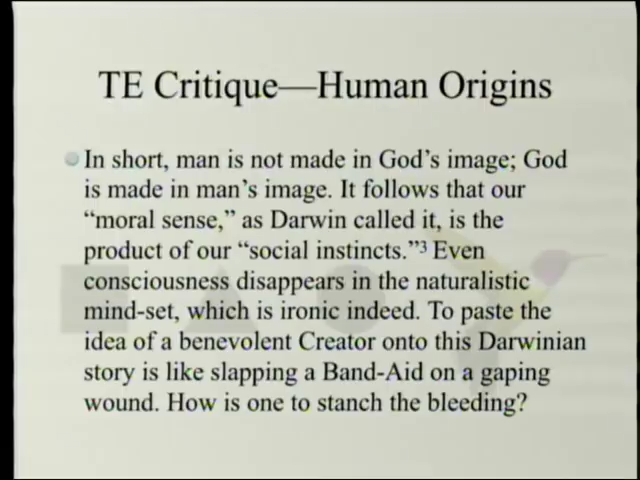 TE Critique—Human Origins
In short, man is not made in God’s image; God
is made in man’s image. It follows that our
“moral sense,” as Darwin called it, is the
product of our “social instincts.”³ Even
consciousness disappears in the naturalistic
mind-set, which is ironic indeed. To paste the
idea of a benevolent Creator onto this Darwinian
story is like slapping a Band-Aid on a gaping
wound. How is one to stanch the bleeding?